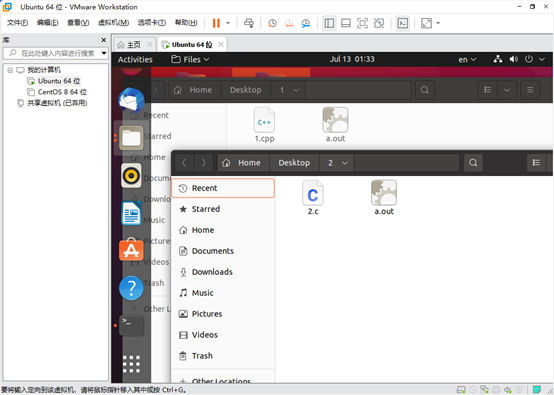 Ubuntu 64 位 - VMware Workstation
文件(F) 编辑(E) 查看(V) 虚拟机(M) 选项卡(T) 帮助(H)
库
在此处键入内容进行搜索
我的计算机
Ubuntu 64 位
CentOS 8 64 位
共享虚拟机 (已弃用)
主页 Ubuntu 64 位
Activities Files Jul 13 01:33 en
Home Desktop 1
Recent
Starred
Home
Docume
Downlo
Music
Pictures
Videos
Trash
Other Lo
C++
1.cpp a.out
Home Desktop 2
Recent
Starred
Home
Documents
Downloads
Music
Pictures
Videos
Trash
Other Locations
C
2.c a.out
要将输入定向到该虚拟机，请将鼠标指针移入其中或按 Ctrl+G。